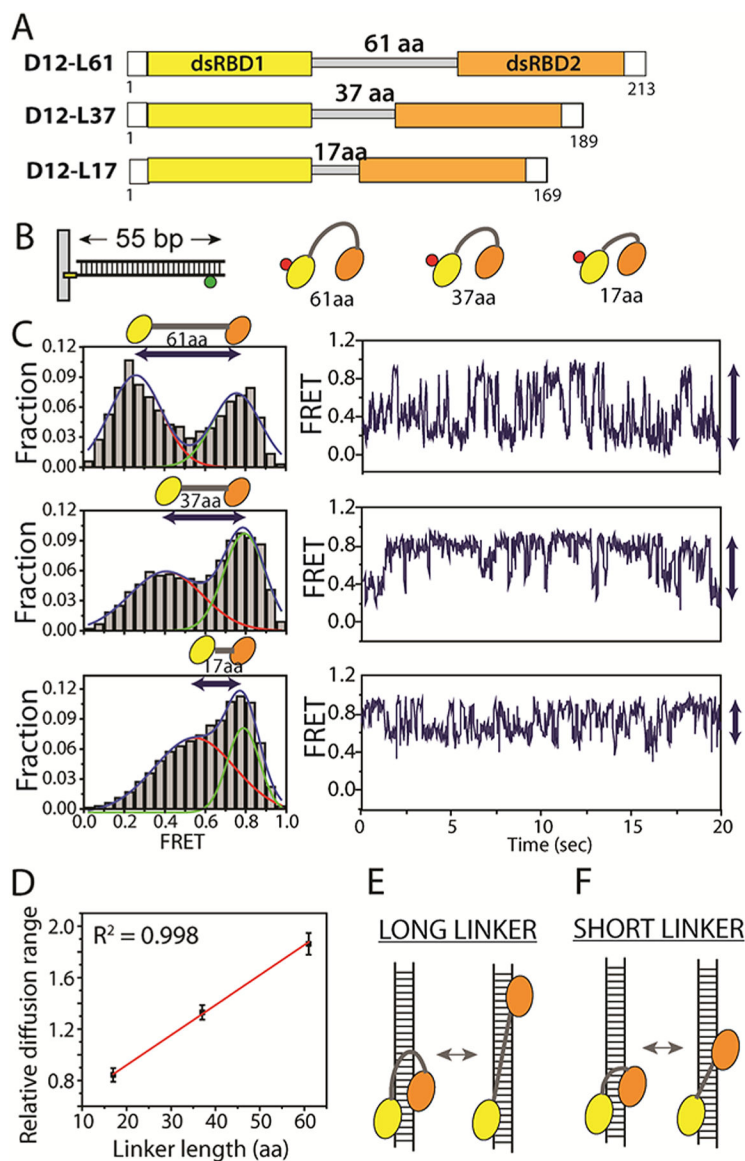 A
61 aa
D12-L61
dsRBD1
dsRBD2
1
213
37 aa
D12-L37
1
189
17aa
D12-L17
1
169
B
55 bp
61aa
37aa
17aa
C
61aa
0.12
0.09
0.06
0.03
0.00
Fraction
1.2
0.8
0.4
0.0
FRET
37aa
0.12
0.09
0.06
0.03
0.00
Fraction
1.2
0.8
0.4
0.0
FRET
17aa
0.12
0.09
0.06
0.03
0.00
Fraction
0.0 0.2 0.4 0.6 0.8 1.0
FRET
1.2
0.8
0.4
0.0
FRET
0 5 10 15 20
Time (sec)
D
R² = 0.998
2.0
1.6
1.2
0.8
Relative diffusion range
10 20 30 40 50 60
Linker length (aa)
E
LONG LINKER
F
SHORT LINKER